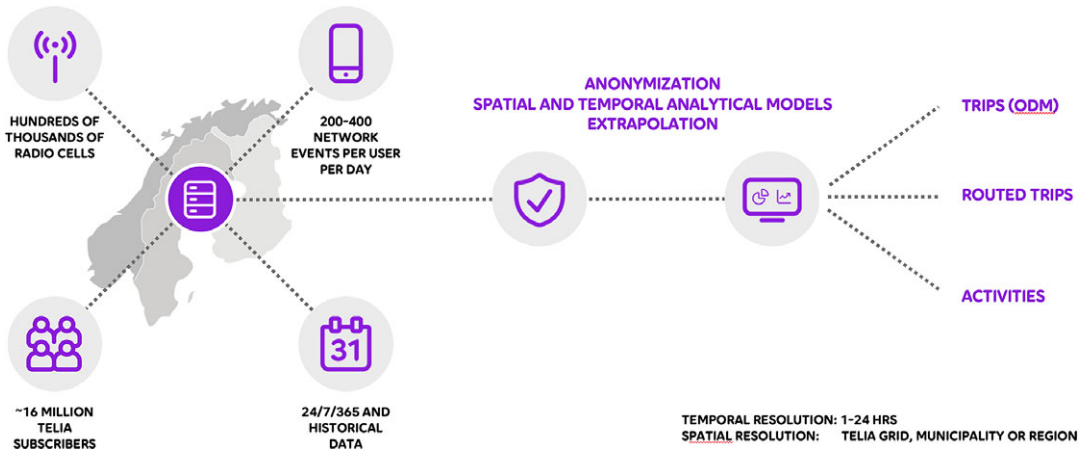 HUNDREDS OF
THOUSANDS OF
RADIO CELLS
200-400
NETWORK
EVENTS PER USER
PER DAY
ANONYMIZATION
SPATIAL AND TEMPORAL ANALYTICAL MODELS
EXTRAPOLATION
TRIPS (ODM)
ROUTED TRIPS
ACTIVITIES
31
~16 MILLION
TELIA
SUBSCRIBERS
24/7/365 AND
HISTORICAL
DATA
TEMPORAL RESOLUTION: 1-24 HRS
SPATIAL RESOLUTION: TELIA GRID, MUNICIPALITY OR REGION